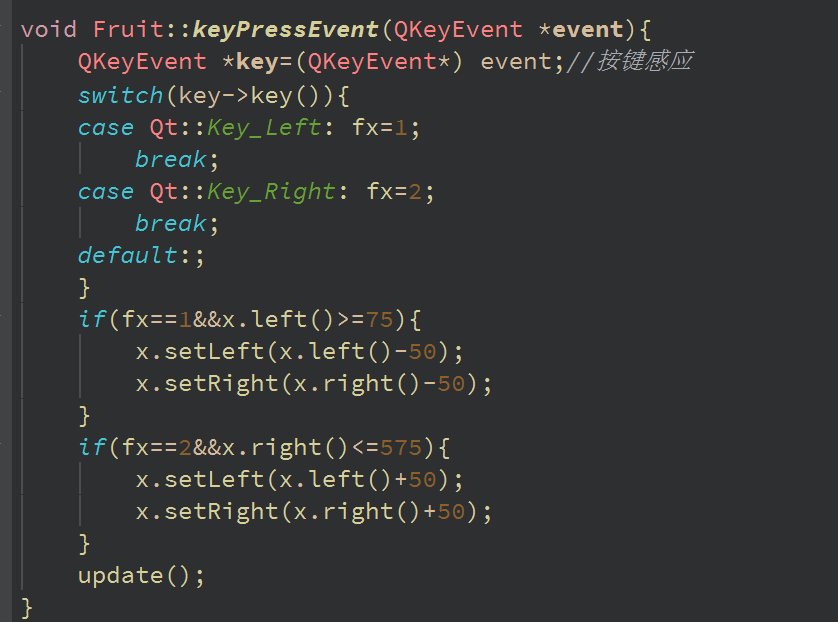 void Fruit::keyPressEvent(QKeyEvent *event){
    QKeyEvent *key=(QKeyEvent*) event;//按键感应
    switch(key->key()){
    case Qt::Key_Left: fx=1;
        break;
    case Qt::Key_Right: fx=2;
        break;
    default:;
    }
    if(fx==1&&x.left()>=75){
        x.setLeft(x.left()-50);
        x.setRight(x.right()-50);
    }
    if(fx==2&&x.right()<=575){
        x.setLeft(x.left()+50);
        x.setRight(x.right()+50);
    }
    update();
}